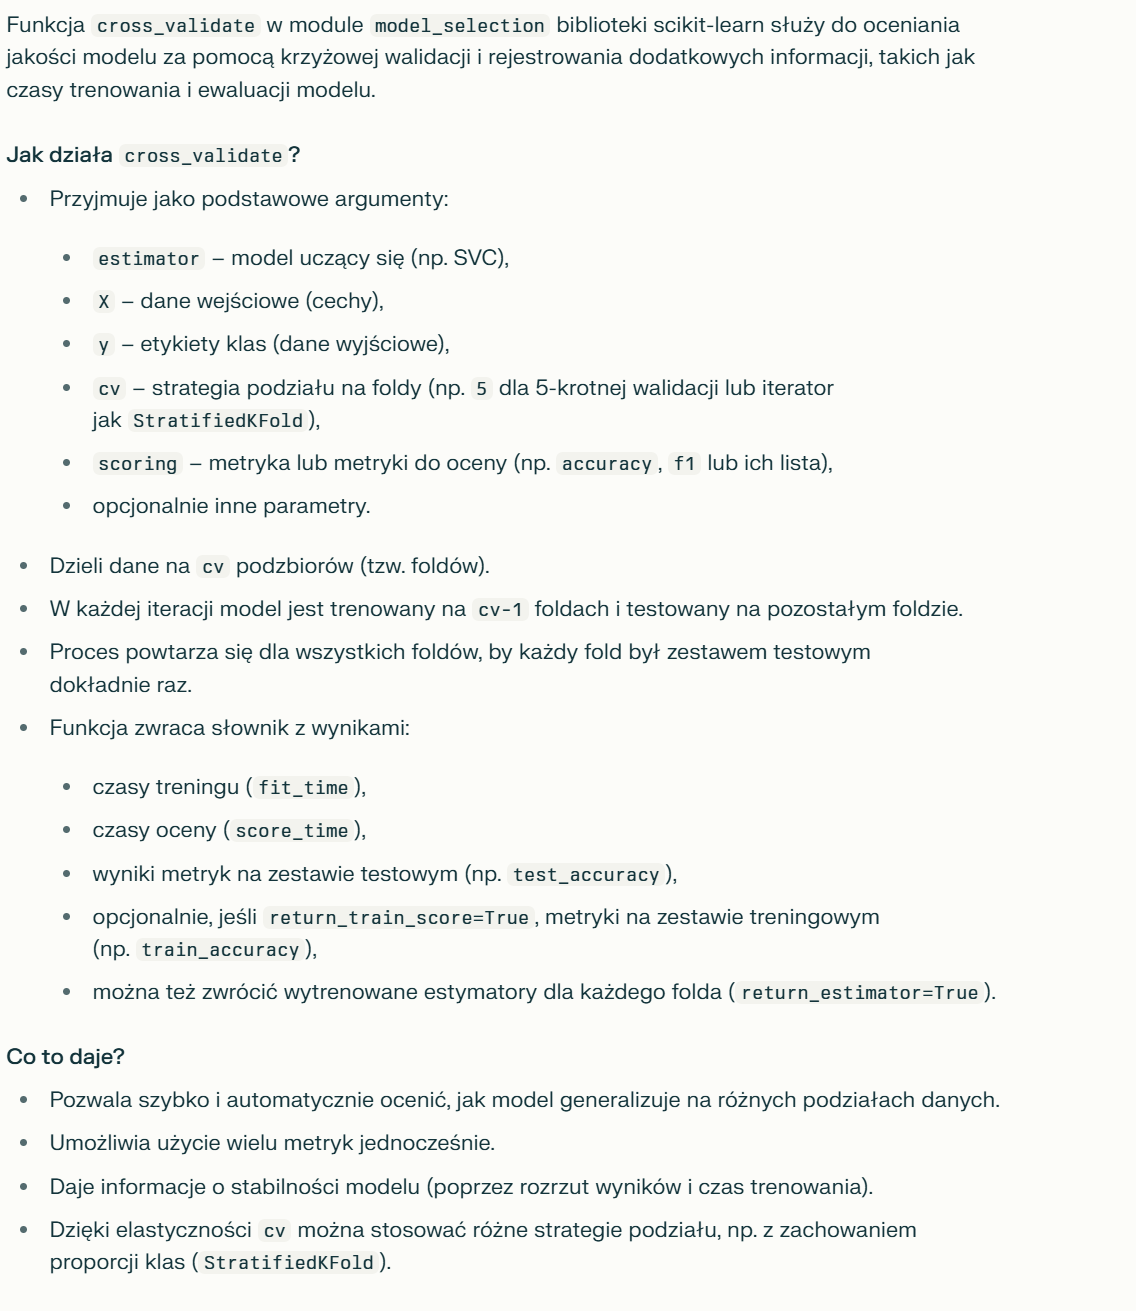 Funkcja cross_validate w module model_selection biblioteki scikit-learn służy do oceniania
jakości modelu za pomocą krzyżowej walidacji i rejestrowania dodatkowych informacji, takich jak
czasy trenowania i ewaluacji modelu.
Jak działa cross_validate?
• Przyjmuje jako podstawowe argumenty:
• estimator – model uczący się (np. SVC),
• X – dane wejściowe (cechy),
• y – etykiety klas (dane wyjściowe),
• cv – strategia podziału na foldy (np. 5 dla 5-krotnej walidacji lub iterator
jak StratifiedKFold),
• scoring – metryka lub metryki do oceny (np. accuracy, f1 lub ich lista),
• opcjonalnie inne parametry.
• Dzieli dane na cv podzbiorów (tzw. foldów).
• W każdej iteracji model jest trenowany na cv-1 foldach i testowany na pozostałym foldzie.
• Proces powtarza się dla wszystkich foldów, by każdy fold był zestawem testowym
dokładnie raz.
• Funkcja zwraca słownik z wynikami:
• czasy treningu (fit_time),
• czasy oceny (score_time),
• wyniki metryk na zestawie testowym (np. test_accuracy),
• opcjonalnie, jeśli return_train_score=True, metryki na zestawie treningowym
(np. train_accuracy),
• można też zwrócić wytrenowane estymatory dla każdego folda (return_estimator=True).
Co to daje?
• Pozwala szybko i automatycznie ocenić, jak model generalizuje na różnych podziałach danych.
• Umożliwia użycie wielu metryk jednocześnie.
• Daje informacje o stabilności modelu (poprzez rozrzut wyników i czas trenowania).
• Dzięki elastyczności cv można stosować różne strategie podziału, np. z zachowaniem
proporcji klas (StratifiedKFold).